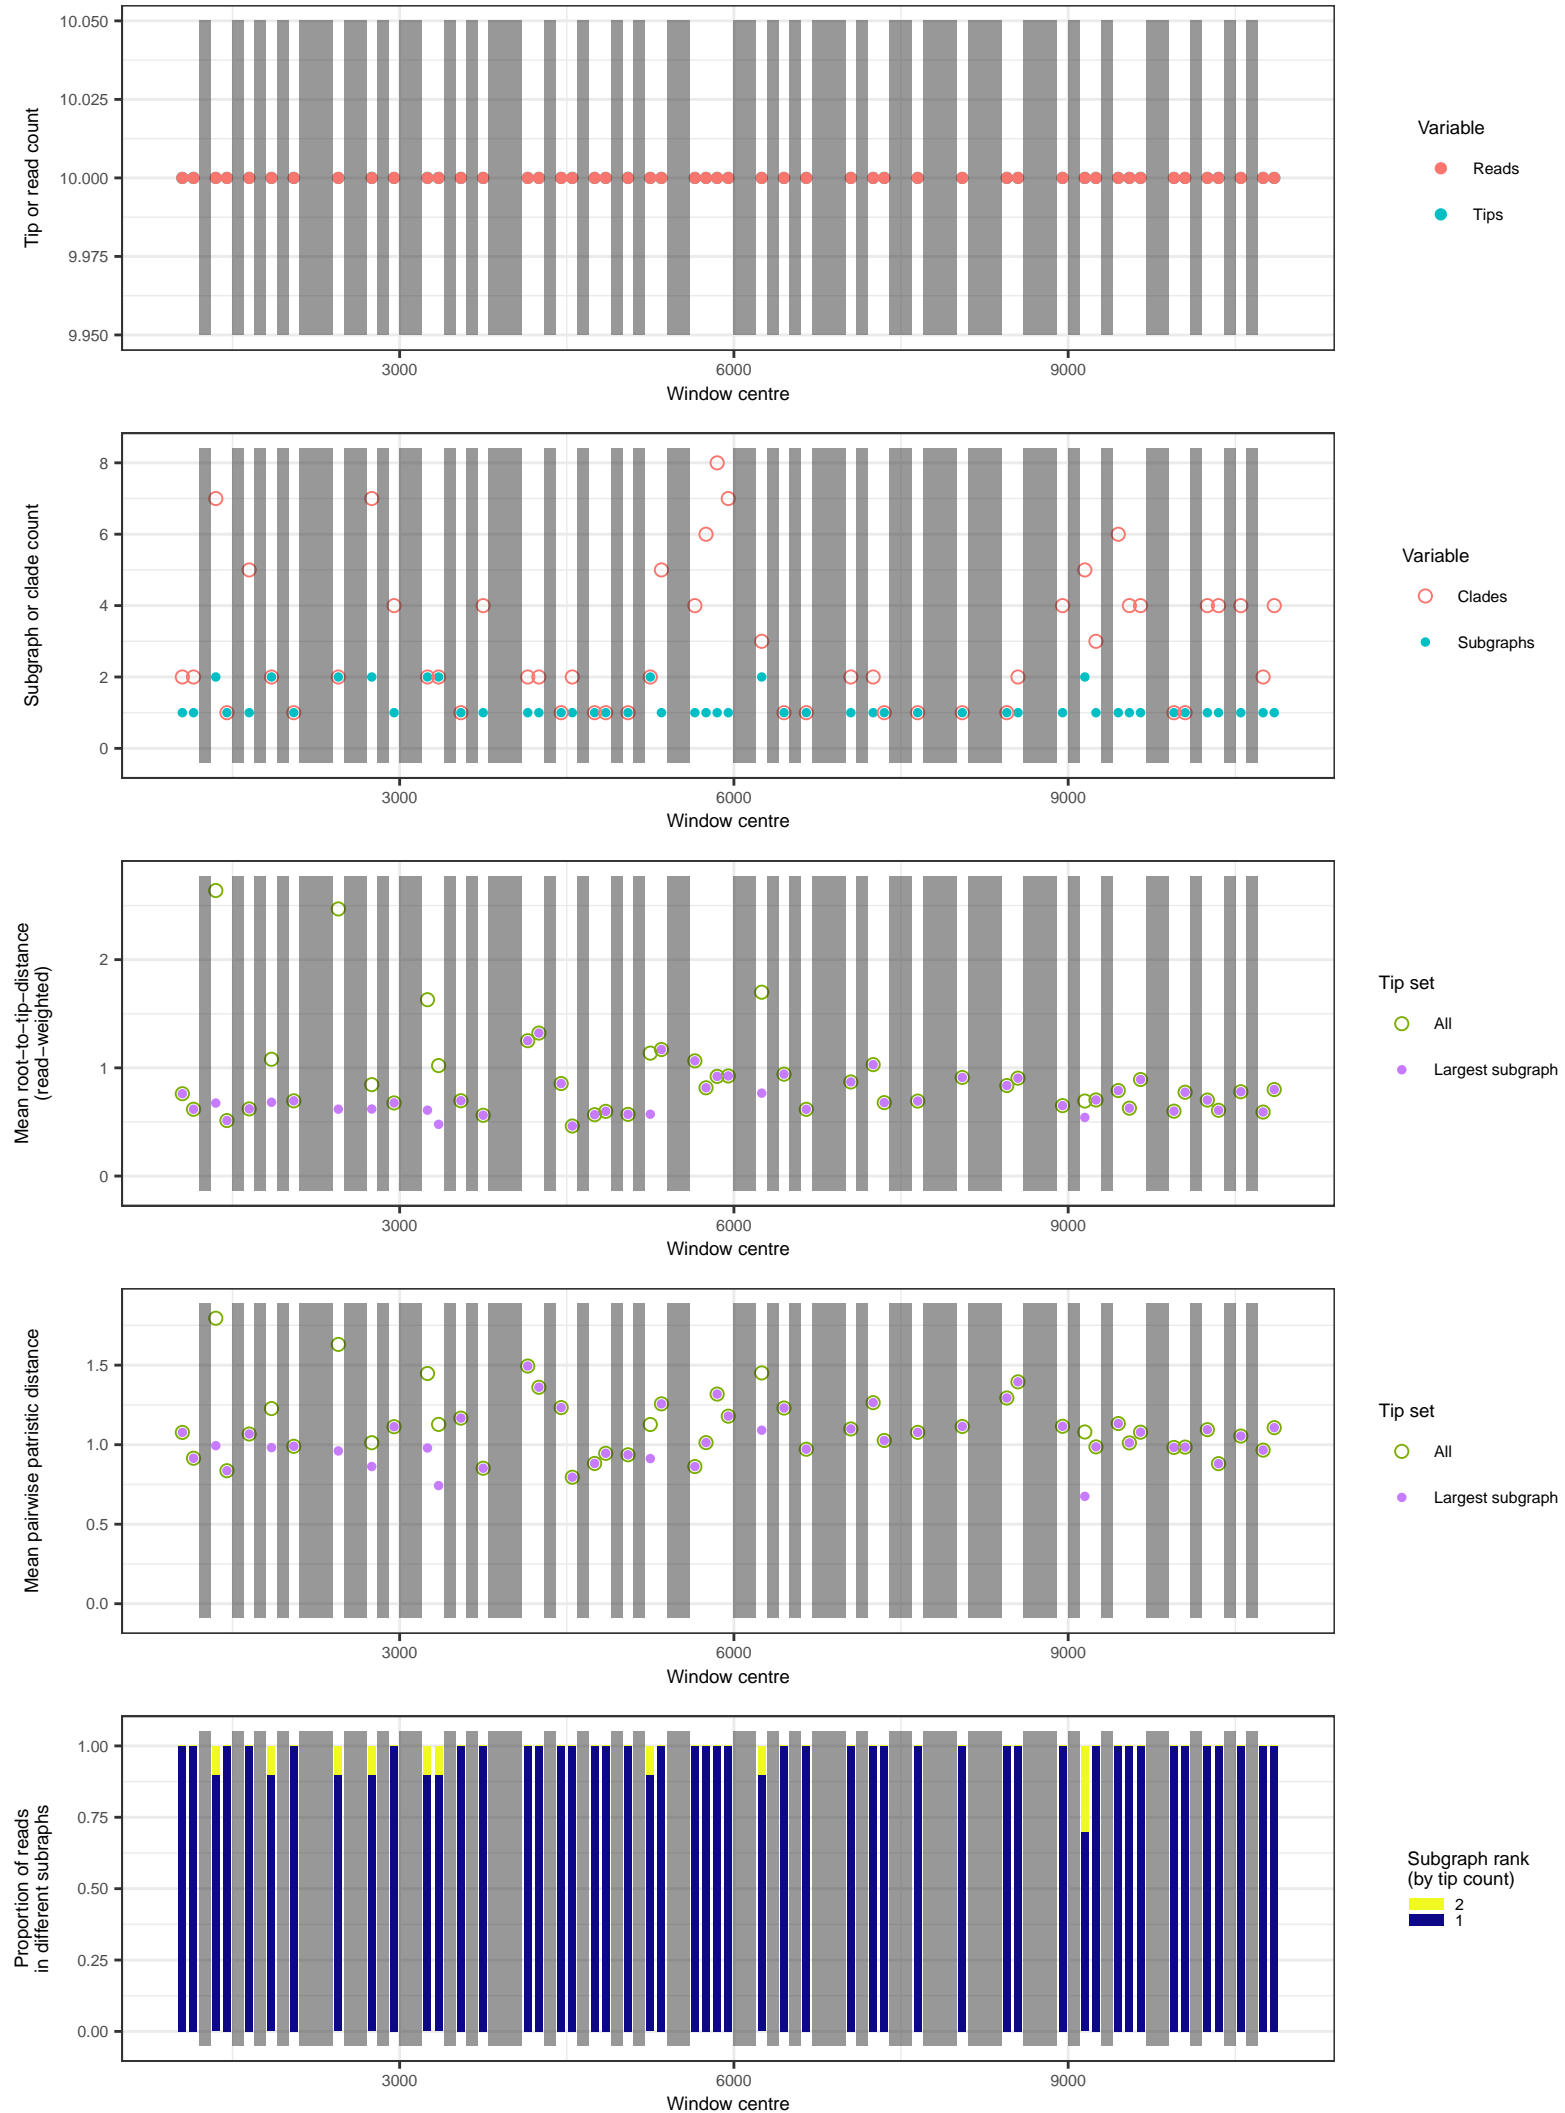 10.050
10.025
10.000
9.975
9.950
Tip or read count
3000
6000
9000
Window centre
Variable
Reads
Tips
8
6
4
2
0
Subgraph or clade count
3000
6000
9000
Window centre
Variable
Clades
Subgraphs
2
1
0
Mean root−to−tip−distance
(read−weighted)
3000
6000
9000
Window centre
Tip set
All
Largest subgraph
1.5
1.0
0.5
0.0
Mean pairwise patristic distance
3000
6000
9000
Window centre
Tip set
All
Largest subgraph
1.00
0.75
0.50
0.25
0.00
Proportion of reads
in different subraphs
3000
6000
9000
Window centre
Subgraph rank
(by tip count)
2
1